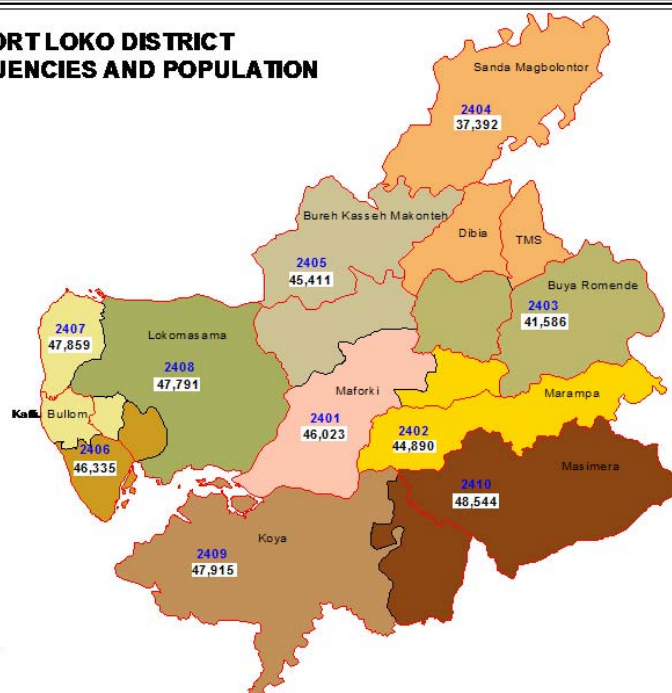 ORT LOKO DISTRICT
UENCIES AND POPULATION
Sanda Magbolontor
2404
37,392
Bureh Kasseh Makonteh
Dibia
TMS
2405
45,411
Buya Romende
2403
41,586
2407
47,859
Lokomasama
2408
47,791
Maforki
Marampa
Bullom
2401
46,023
2402
44,890
2406
46,335
Masimera
2410
48,544
Koya
2409
47,915